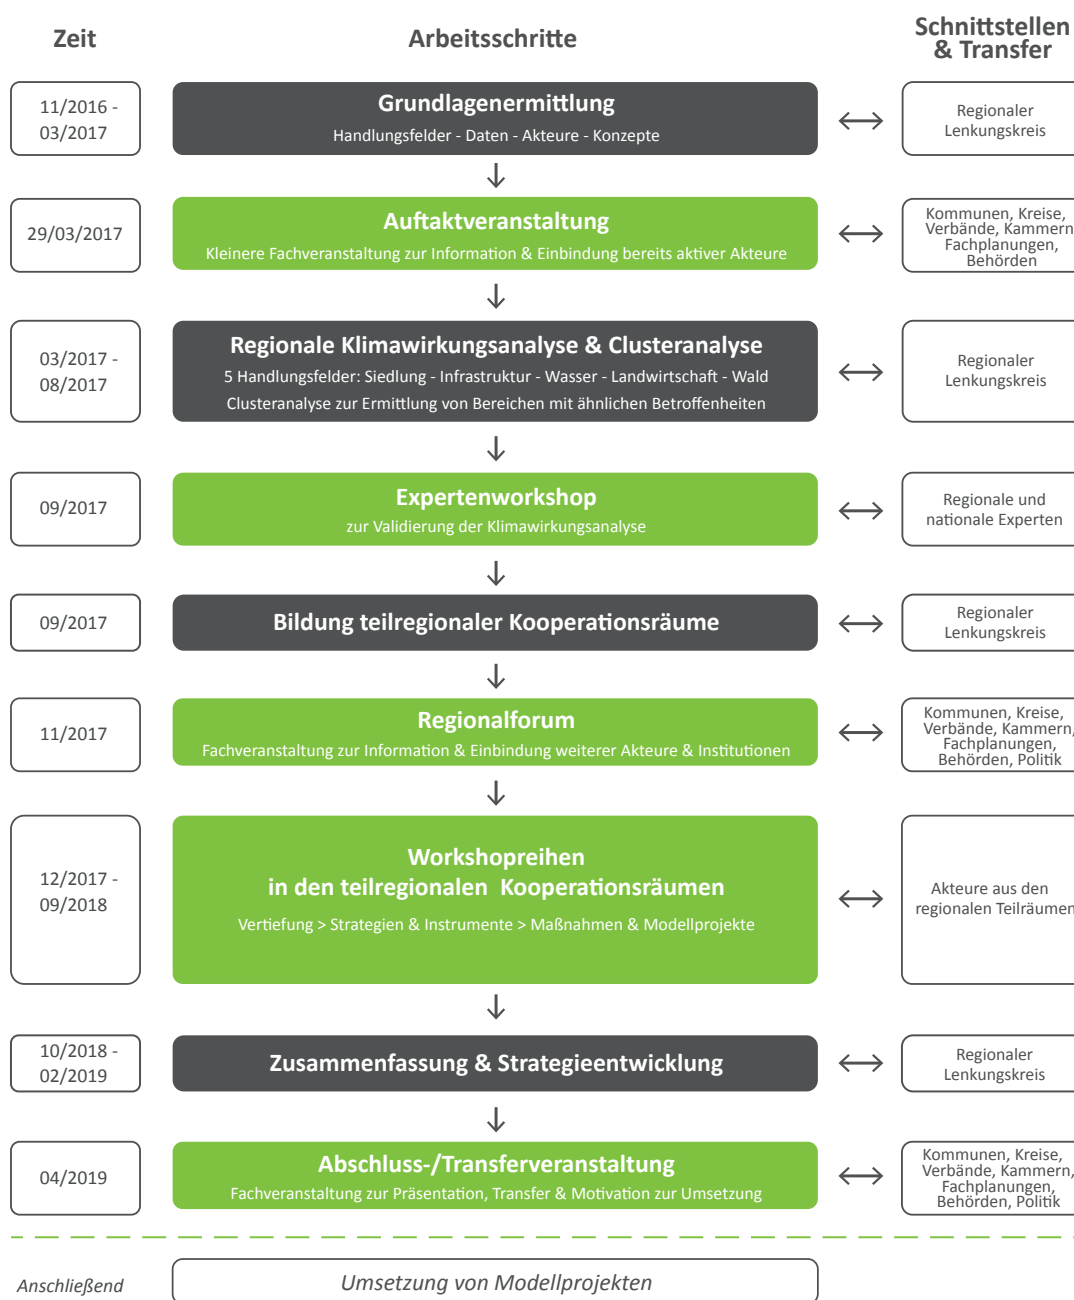 Zeit
Arbeitsschritte
Schnittstellen
& Transfer
11/2016 -
03/2017
Grundlagenermittlung
Handlungsfelder - Daten - Akteure - Konzepte
Regionaler
Lenkungskreis
29/03/2017
Auftaktveranstaltung
Kleinere Fachveranstaltung zur Information & Einbindung bereits aktiver Akteure
Kommunen, Kreise,
Verbände, Kammern
Fachplanungen,
Behörden
03/2017 -
08/2017
Regionale Klimawirkungsanalyse & Clusteranalyse
5 Handlungsfelder: Siedlung - Infrastruktur - Wasser - Landwirtschaft - Wald
Clusteranalyse zur Ermittlung von Bereichen mit ähnlichen Betroffenheiten
Regionaler
Lenkungskreis
09/2017
Expertenworkshop
zur Validierung der Klimawirkungsanalyse
Regionale und
nationale Experten
09/2017
Bildung teilregionaler Kooperationsräume
Regionaler
Lenkungskreis
11/2017
Regionalforum
Fachveranstaltung zur Information & Einbindung weiterer Akteure & Institutionen
Kommunen, Kreise,
Verbände, Kammern,
Fachplanungen,
Behörden, Politik
12/2017 -
09/2018
Workshopreihen
in den teilregionalen Kooperationsräumen
Vertiefung > Strategien & Instrumente > Maßnahmen & Modellprojekte
Akteure aus den
regionalen Teilräumen
10/2018 -
02/2019
Zusammenfassung & Strategieentwicklung
Regionaler
Lenkungskreis
04/2019
Abschluss-/Transferveranstaltung
Fachveranstaltung zur Präsentation, Transfer & Motivation zur Umsetzung
Kommunen, Kreise,
Verbände, Kammern,
Fachplanungen,
Behörden, Politik
Anschließend
Umsetzung von Modellprojekten